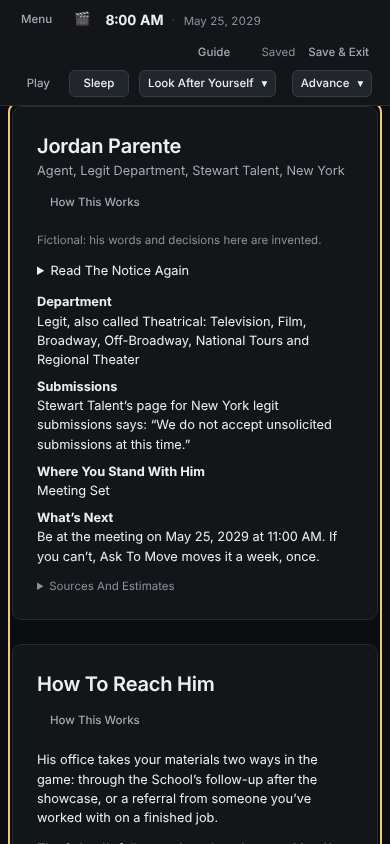 Menu 🎬 8:00 AM · May 25, 2029
Guide Saved Save & Exit
Play Sleep Look After Yourself ▾ Advance ▾
Jordan Parente
Agent, Legit Department, Stewart Talent, New York
How This Works
Fictional: his words and decisions here are invented.
▶ Read The Notice Again
Department
Legit, also called Theatrical: Television, Film,
Broadway, Off-Broadway, National Tours and
Regional Theater
Submissions
Stewart Talent’s page for New York legit
submissions says: “We do not accept unsolicited
submissions at this time.”
Where You Stand With Him
Meeting Set
What’s Next
Be at the meeting on May 25, 2029 at 11:00 AM. If
you can’t, Ask To Move moves it a week, once.
▶ Sources And Estimates
How To Reach Him
How This Works
His office takes your materials two ways in the
game: through the School’s follow-up after the
showcase, or a referral from someone you’ve
worked with on a finished job.